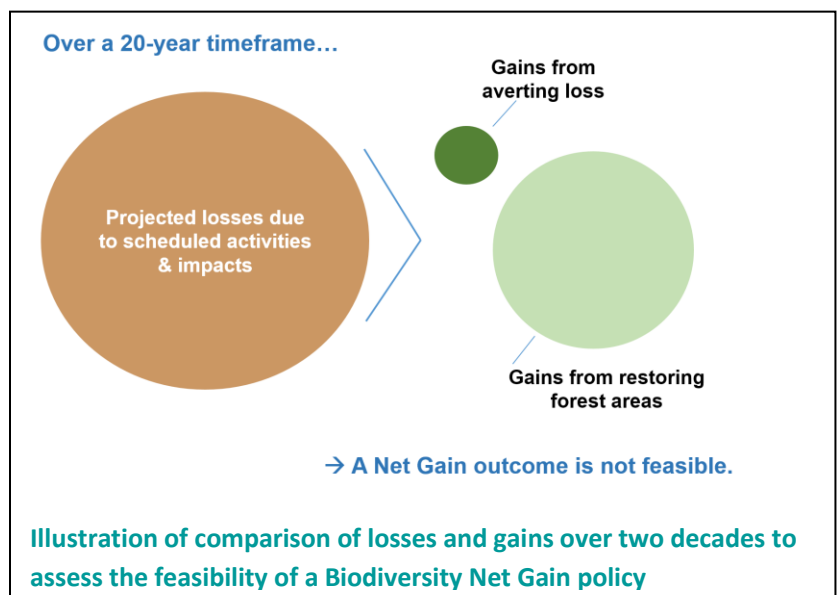 Over a 20-year timeframe…
Gains from
averting loss
Projected losses due
to scheduled activities
& impacts
Gains from restoring
forest areas
→ A Net Gain outcome is not feasible.
Illustration of comparison of losses and gains over two decades to
assess the feasibility of a Biodiversity Net Gain policy